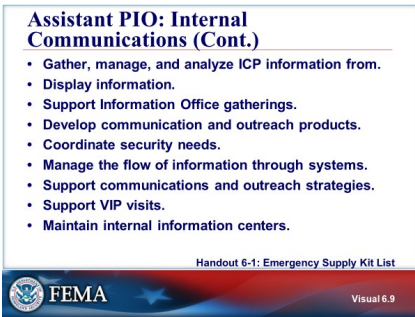 Assistant PIO: Internal
Communications (Cont.)
• Gather, manage, and analyze ICP information from.
• Display information.
• Support Information Office gatherings.
• Develop communication and outreach products.
• Coordinate security needs.
• Manage the flow of information through systems.
• Support communications and outreach strategies.
• Support VIP visits.
• Maintain internal information centers.
Handout 6-1: Emergency Supply Kit List
FEMA
Visual 6.9